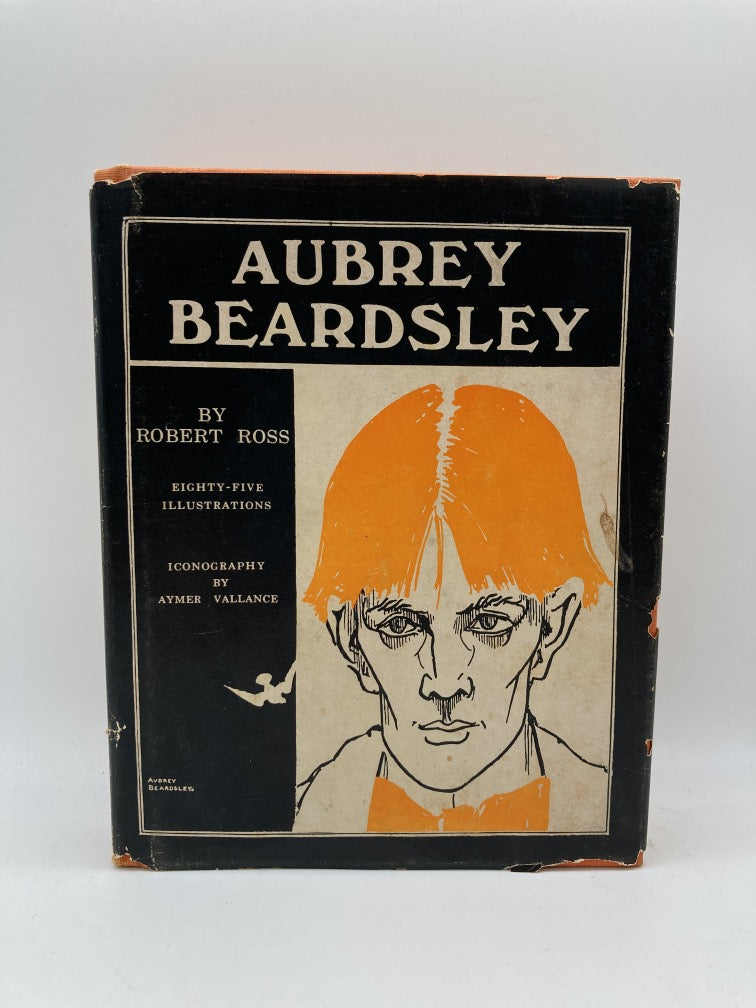 AUBREY
BEARDSLEY
BY
ROBERT ROSS
EIGHTY-FIVE
ILLUSTRATIONS
ICONOGRAPHY
BY
AYMER VALLANCE
AUBREY
BEARDSLEY